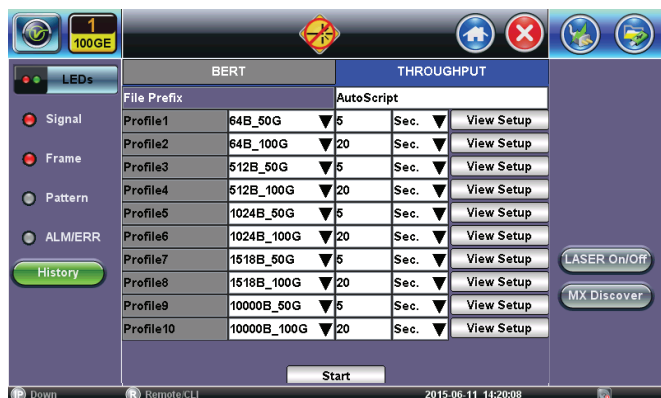 1
100GE
LEDs
BERT THROUGHPUT
File Prefix AutoScript
Signal
Frame
Pattern
ALM/ERR
History
Profile1 64B_50G 5 Sec. View Setup
Profile2 64B_100G 20 Sec. View Setup
Profile3 512B_50G 5 Sec. View Setup
Profile4 512B_100G 20 Sec. View Setup
Profile5 1024B_50G 5 Sec. View Setup
Profile6 1024B_100G 20 Sec. View Setup
Profile7 1518B_50G 5 Sec. View Setup
Profile8 1518B_100G 20 Sec. View Setup
Profile9 10000B_50G 5 Sec. View Setup
Profile10 10000B_100G 20 Sec. View Setup
LASER On/Off
MX Discover
Start
IP Down R Remote/CLI 2015-06-11 14:20:08